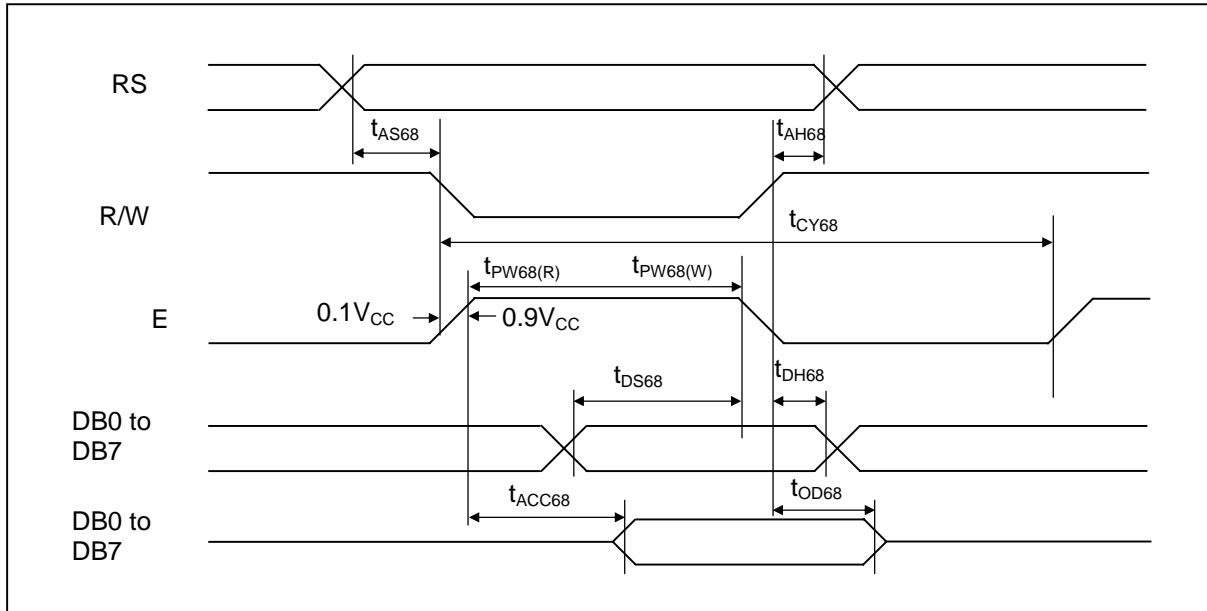 RS
tAS68
tAH68
R/W
tCY68
tPW68(R) tPW68(W)
E
0.1VCC
0.9VCC
tDS68
tDH68
DB0 to
DB7
tACC68
tOD68
DB0 to
DB7